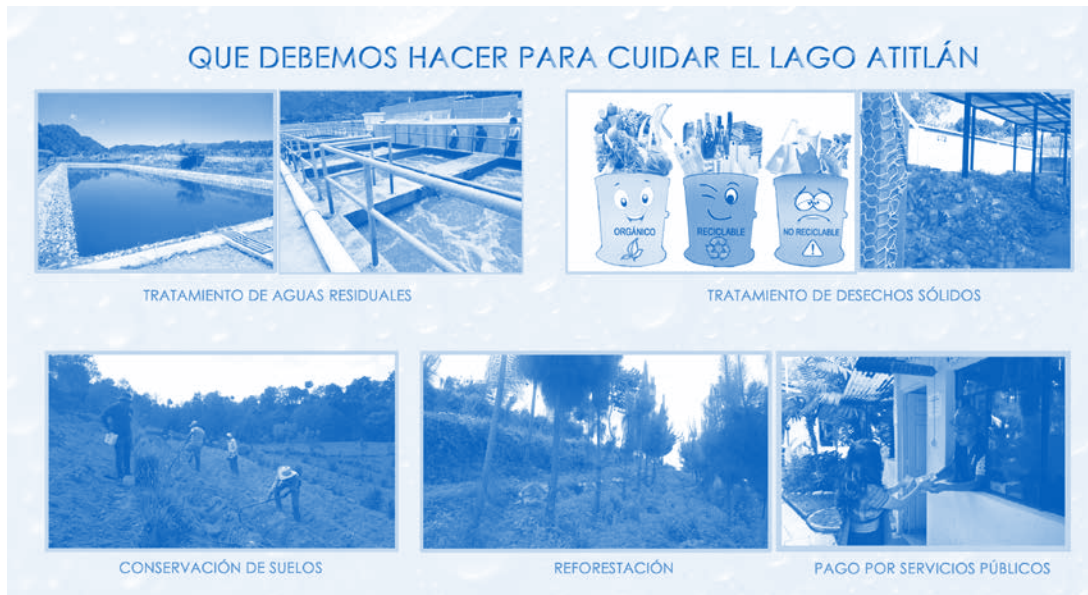 QUE DEBEMOS HACER PARA CUIDAR EL LAGO ATITLÁN
ORGÁNICO
RECICLABLE
NO RECICLABLE
TRATAMIENTO DE AGUAS RESIDUALES
TRATAMIENTO DE DESECHOS SÓLIDOS
CONSERVACIÓN DE SUELOS
REFORESTACIÓN
PAGO POR SERVICIOS PÚBLICOS